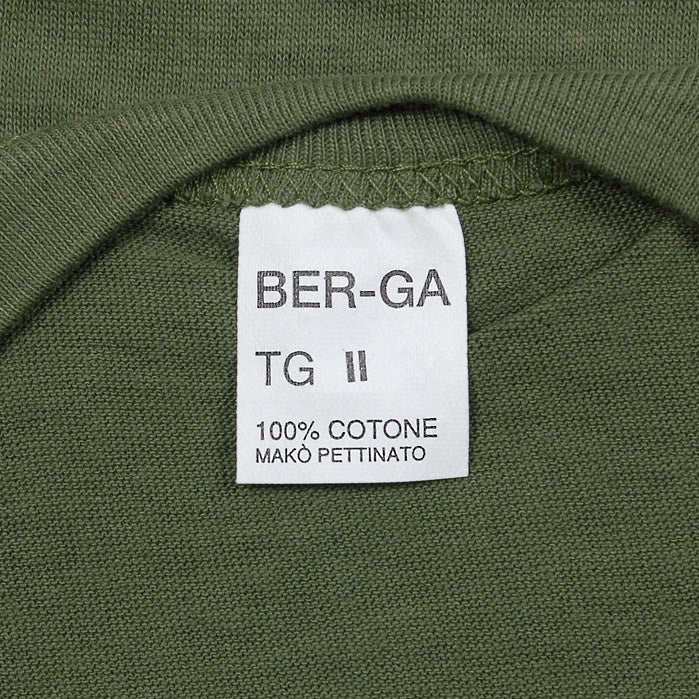 BER-GA
TG II
100% COTONE
MAKÒ PETTINATO